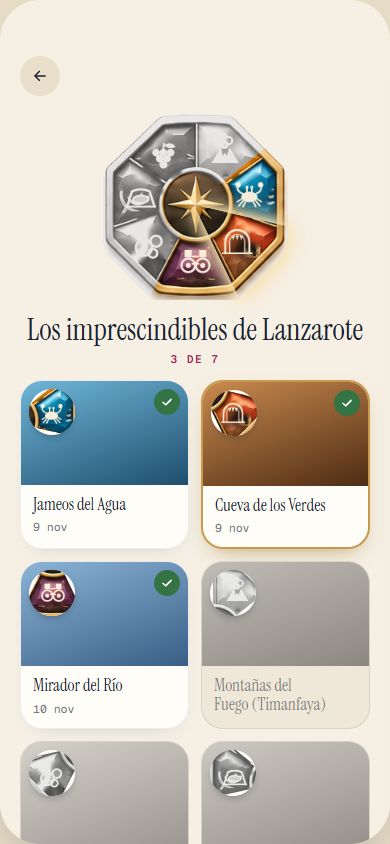 Los imprescindibles de Lanzarote
3 DE 7
Jameos del Agua
9 nov
Cueva de los Verdes
9 nov
Mirador del Río
10 nov
Montañas del
Fuego (Timanfaya)